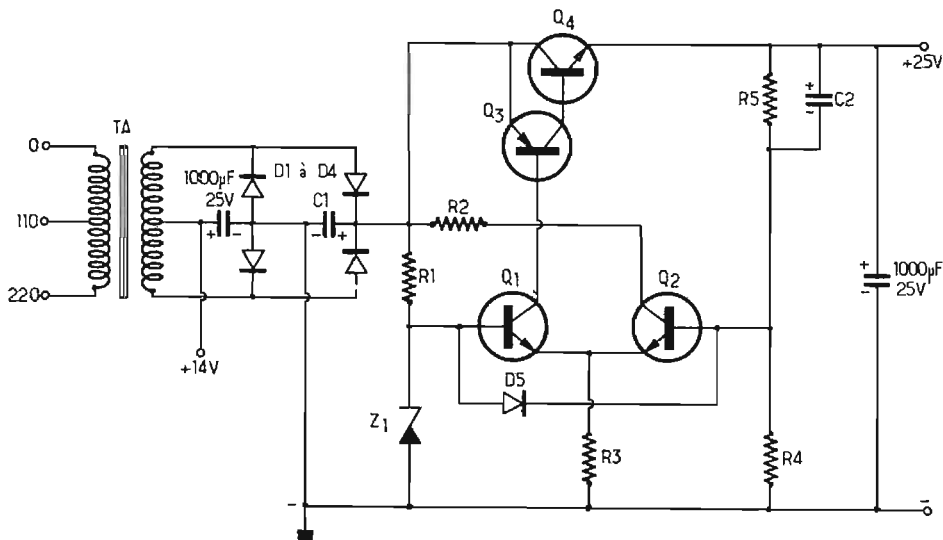 Q4
+25V
Q3
R5
+
-
C2
TA
0
110
220
1000µF
25V
+ -
D1 à D4
C1
- +
R2
R1
Q1
Q2
+
-
1000µF
25V
+14V
D5
Z1
R3
R4
-
-